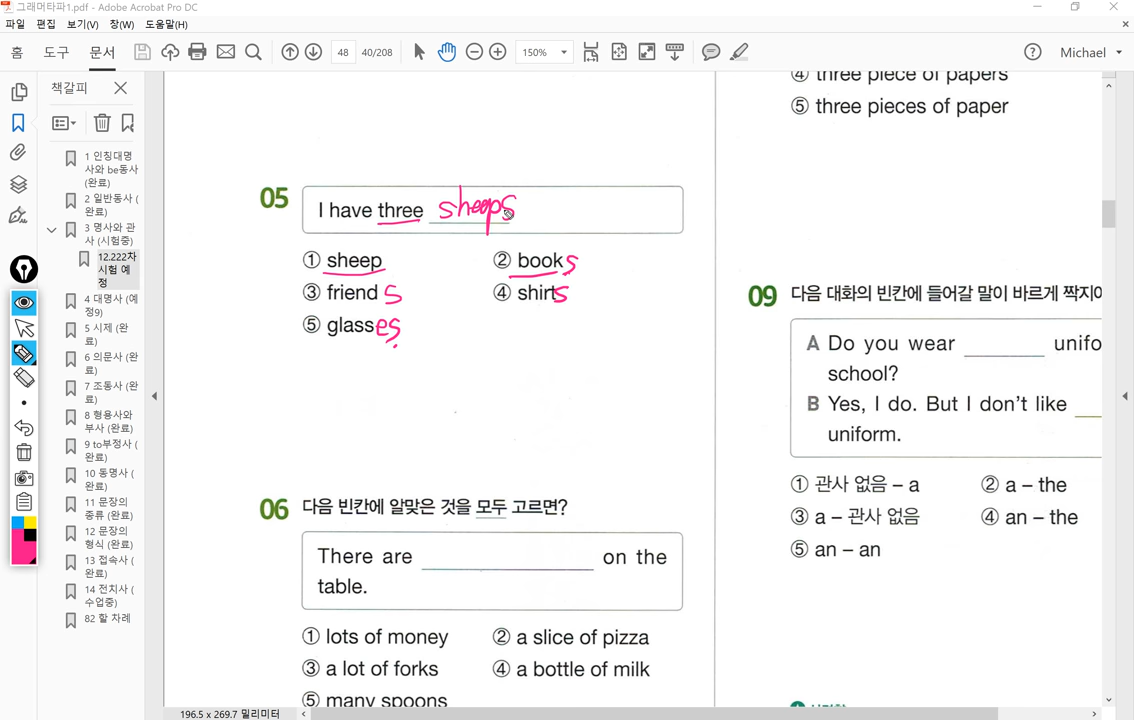 그래머타파1.pdf - Adobe Acrobat Pro DC
파일 편집 보기(V) 창(W) 도움말(H)
홈 도구 문서 48 40/208 150% Michael
책갈피
1 인칭대명
사와 be동사
(완료)
2 일반동사 (
완료)
3 명사와 관
사 (시험중)
12.222차
시험 예
정
4 대명사 (예
정9)
5 시제 (완
료)
6 의문사 (완
료)
7 조동사 (완
료)
8 형용사와
부사 (완료)
9 to부정사 (
완료)
10 동명사 (
완료)
11 문장의
종류 (완료)
12 문장의
형식 (완료)
13 접속사 (
완료)
14 전치사 (
수업중)
82 할 차례
05
I have three sheeps
① sheep ② books
③ friend s ④ shirts
⑤ glasses
06 다음 빈칸에 알맞은 것을 모두 고르면?
There are ____ on the
table.
① lots of money ② a slice of pizza
③ a lot of forks ④ a bottle of milk
⑤ many spoons
④ three piece of papers
⑤ three pieces of paper
09 다음 대화의 빈칸에 들어갈 말이 바르게 짝지어
A Do you wear ____ unifo
school?
B Yes, I do. But I don't like __
uniform.
① 관사 없음 – a ② a – the
③ a – 관사 없음 ④ an – the
⑤ an – an
196.5 x 269.7 밀리미터